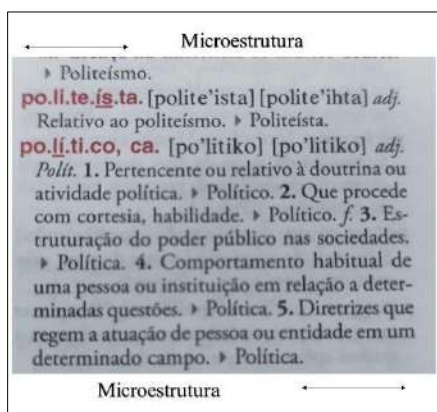 Microestrutura
▸ Politeísmo.
po.li.te.ís.ta. [polite'ista] [polite'ihta] adj.
Relativo ao politeísmo. ▸ Politeísta.
po.lí.ti.co, ca. [po'litiko] [po'litiko] adj.
Polít. 1. Pertencente ou relativo à doutrina ou
atividade política. ▸ Político. 2. Que procede
com cortesia, habilidade. ▸ Político. f. 3. Es-
truturação do poder público nas sociedades.
▸ Política. 4. Comportamento habitual de
uma pessoa ou instituição em relação a deter-
minadas questões. ▸ Política. 5. Diretrizes que
regem a atuação de pessoa ou entidade em um
determinado campo. ▸ Política.
Microestrutura